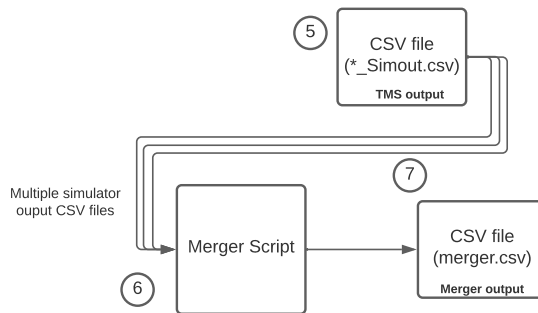 5
CSV file
(*_Simout.csv)
TMS output
7
Multiple simulator
ouput CSV files
Merger Script
CSV file
(merger.csv)
Merger output
6